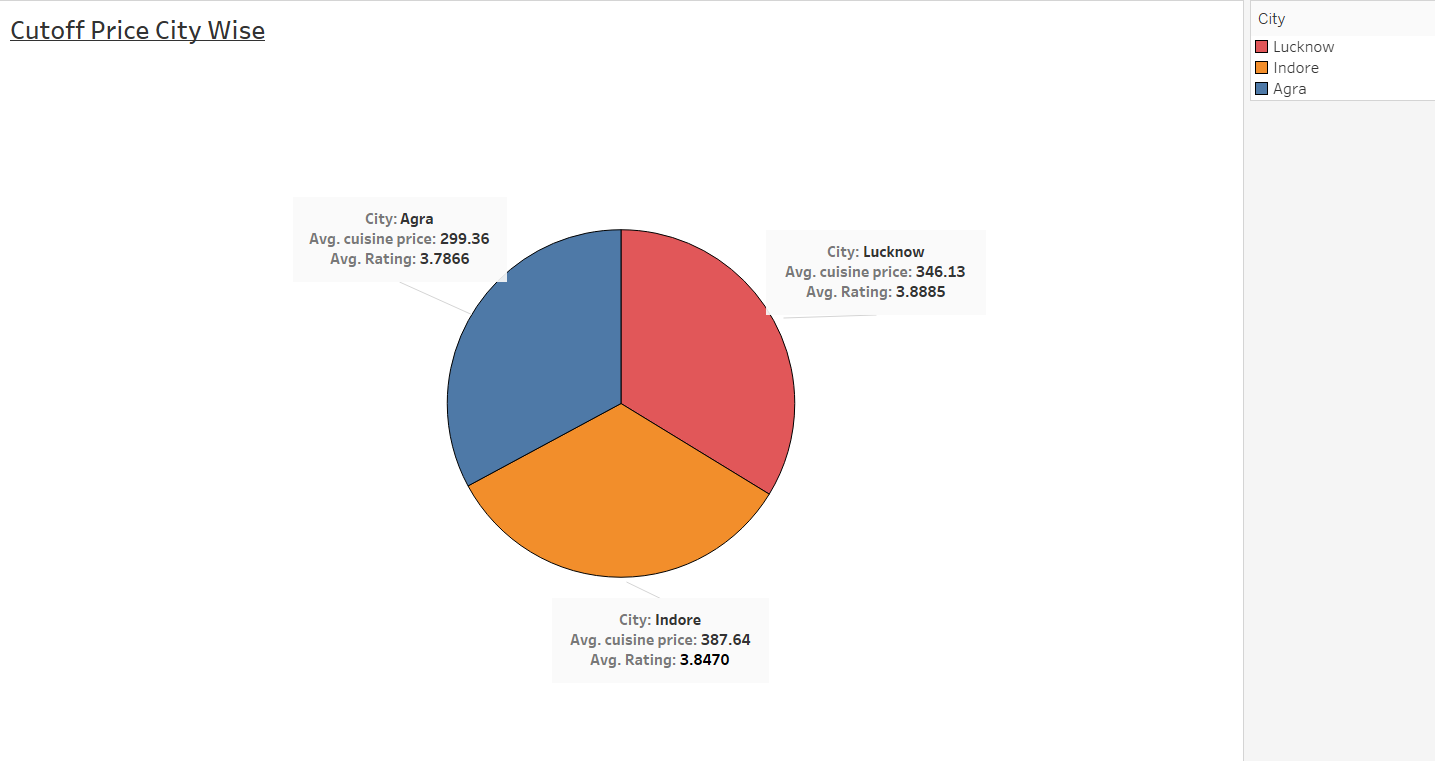 Cutoff Price City Wise
City
Lucknow
Indore
Agra
City: Agra
Avg. cuisine price: 299.36
Avg. Rating: 3.7866
City: Lucknow
Avg. cuisine price: 346.13
Avg. Rating: 3.8885
City: Indore
Avg. cuisine price: 387.64
Avg. Rating: 3.8470